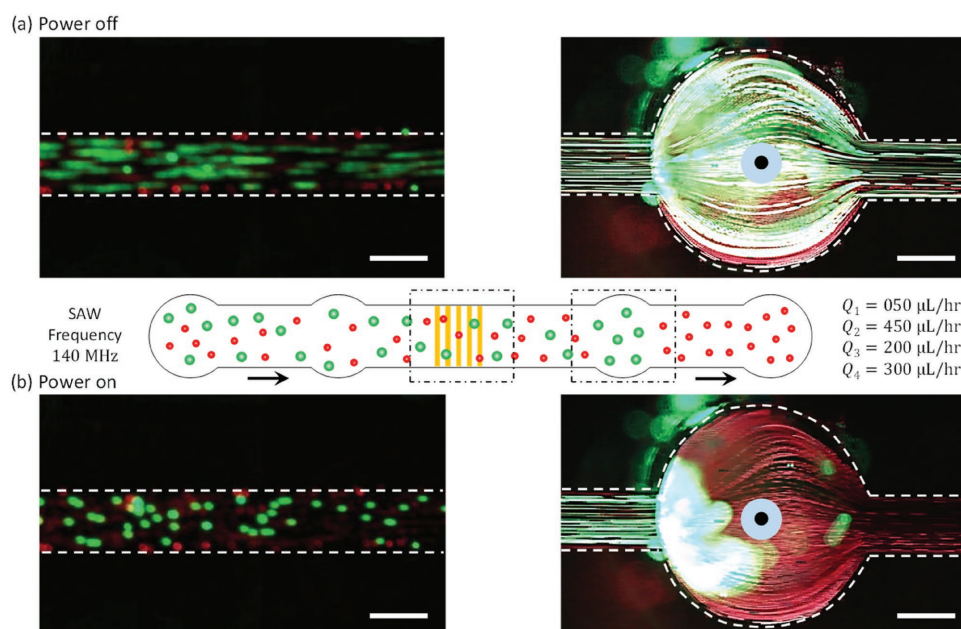 (a) Power off
SAW
Frequency
140 MHz
Q₁ = 050 µL/hr
Q₂ = 450 µL/hr
Q₃ = 200 µL/hr
Q₄ = 300 µL/hr
(b) Power on